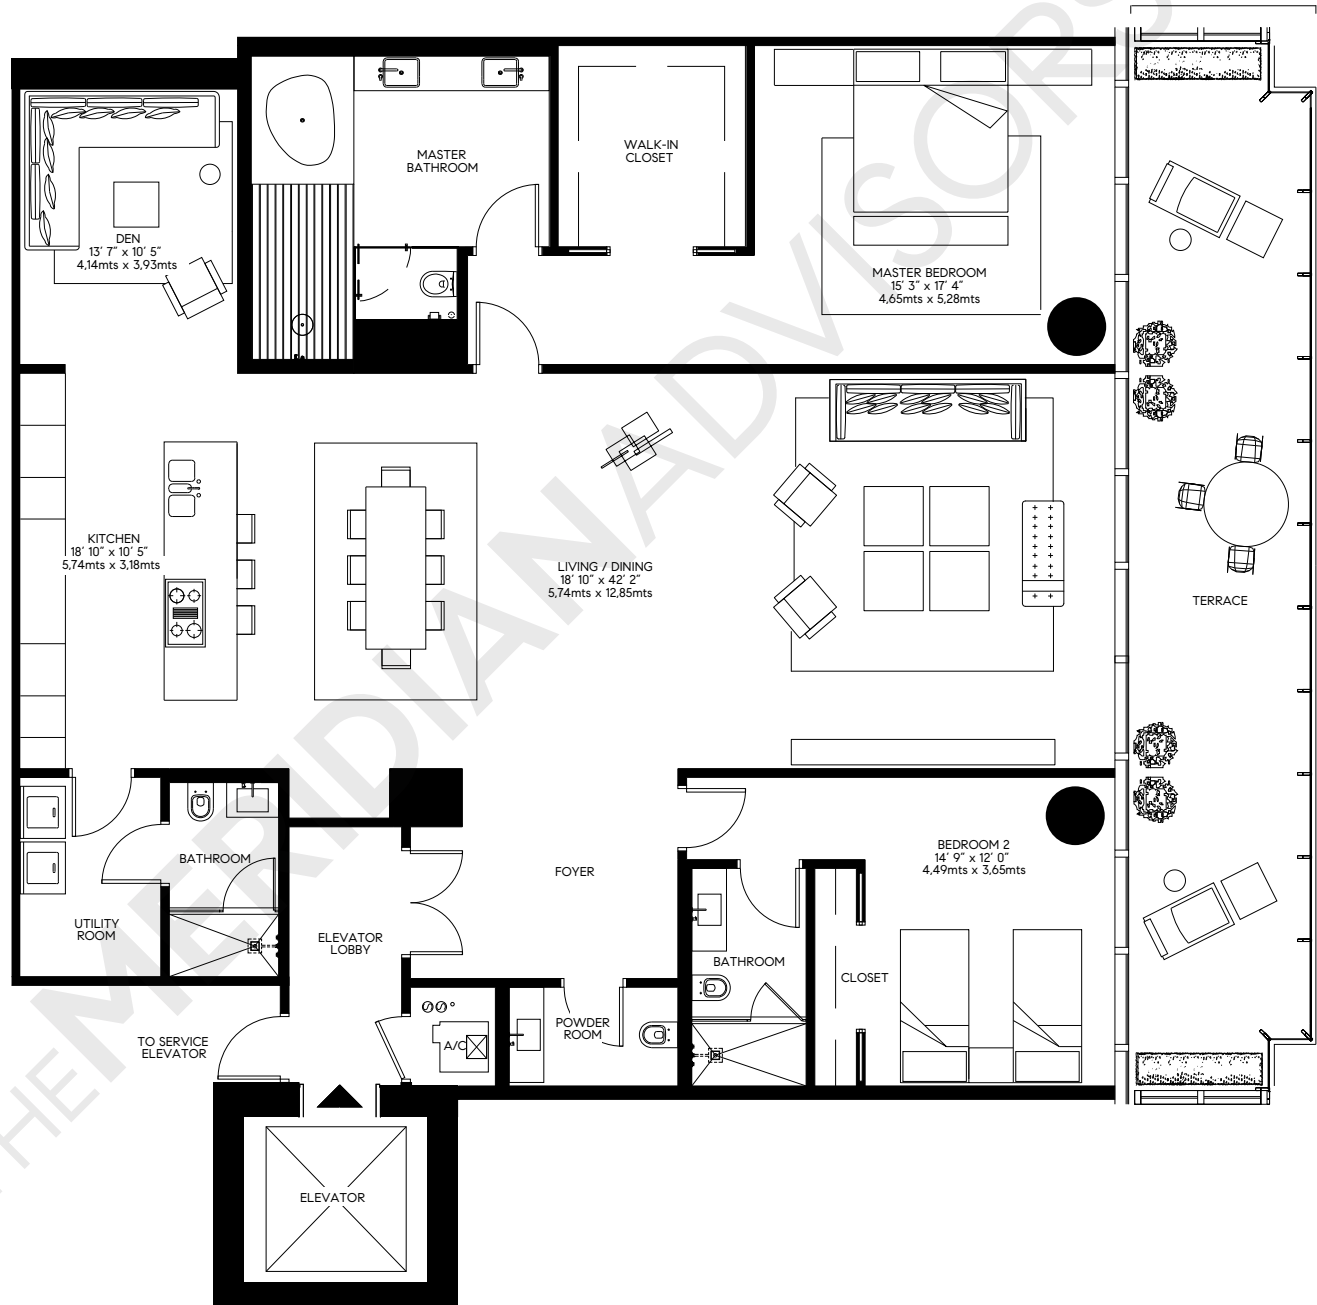 MASTER
BATHROOM
WALK-IN
CLOSET
DEN
13' 7" x 10' 5"
4,14mts x 3,93mts
MASTER BEDROOM
15' 3" x 17' 4"
4,65mts x 5,28mts
KITCHEN
18' 10" x 10' 5"
5,74mts x 3,18mts
LIVING / DINING
18' 10" x 42' 2"
5,74mts x 12,85mts
TERRACE
BATHROOM
UTILITY
ROOM
ELEVATOR
LOBBY
FOYER
BEDROOM 2
14' 9" x 12' 0"
4,49mts x 3,65mts
BATHROOM
CLOSET
TO SERVICE
ELEVATOR
A/C
POWDER
ROOM
ELEVATOR
THE MERIDIAN ADVISORS